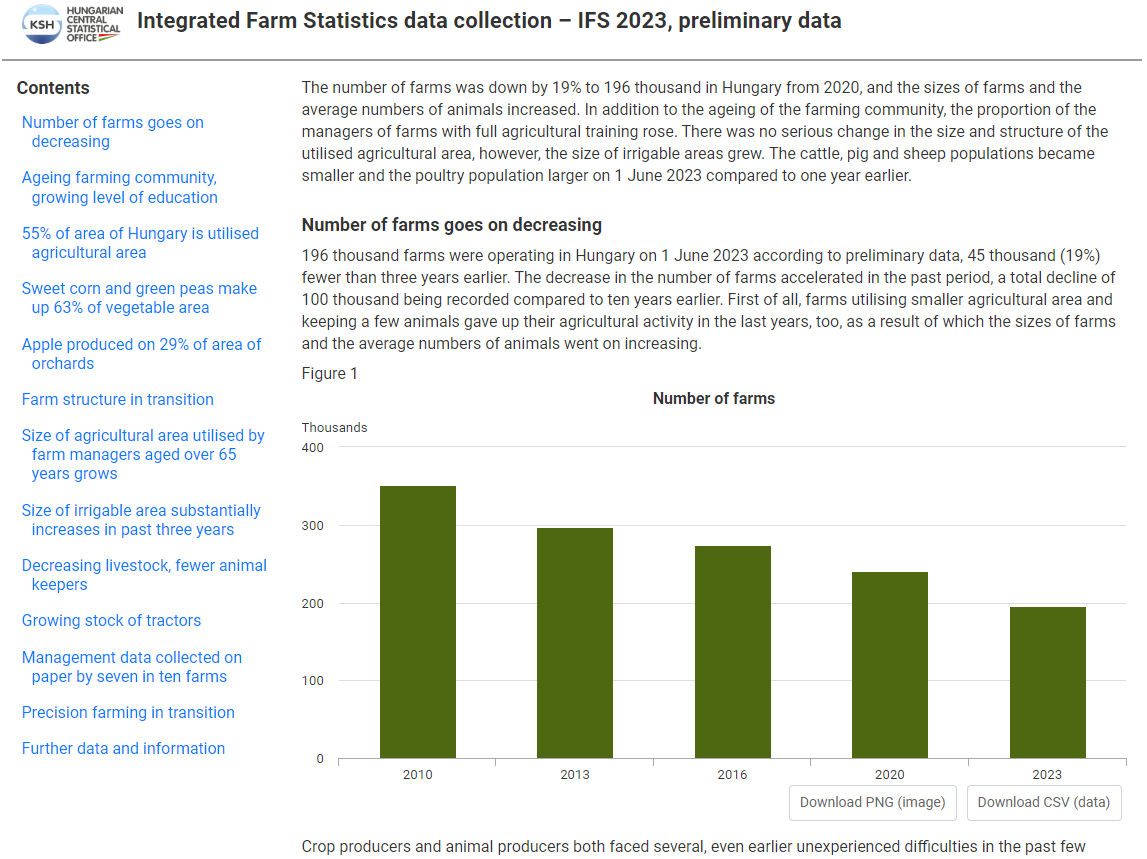 KSH
HUNGARIAN
CENTRAL
STATISTICAL
OFFICE
Integrated Farm Statistics data collection – IFS 2023, preliminary data
Contents
Number of farms goes on
decreasing
Ageing farming community,
growing level of education
55% of area of Hungary is utilised
agricultural area
Sweet corn and green peas make
up 63% of vegetable area
Apple produced on 29% of area of
orchards
Farm structure in transition
Size of agricultural area utilised by
farm managers aged over 65
years grows
Size of irrigable area substantially
increases in past three years
Decreasing livestock, fewer animal
keepers
Growing stock of tractors
Management data collected on
paper by seven in ten farms
Precision farming in transition
Further data and information
The number of farms was down by 19% to 196 thousand in Hungary from 2020, and the sizes of farms and the
average numbers of animals increased. In addition to the ageing of the farming community, the proportion of the
managers of farms with full agricultural training rose. There was no serious change in the size and structure of the
utilised agricultural area, however, the size of irrigable areas grew. The cattle, pig and sheep populations became
smaller and the poultry population larger on 1 June 2023 compared to one year earlier.
Number of farms goes on decreasing
196 thousand farms were operating in Hungary on 1 June 2023 according to preliminary data, 45 thousand (19%)
fewer than three years earlier. The decrease in the number of farms accelerated in the past period, a total decline of
100 thousand being recorded compared to ten years earlier. First of all, farms utilising smaller agricultural area and
keeping a few animals gave up their agricultural activity in the last years, too, as a result of which the sizes of farms
and the average numbers of animals went on increasing.
Figure 1
Number of farms
Thousands
400
300
200
100
0
2010 2013 2016 2020 2023
Download PNG (image) Download CSV (data)
Crop producers and animal producers both faced several, even earlier unexperienced difficulties in the past few